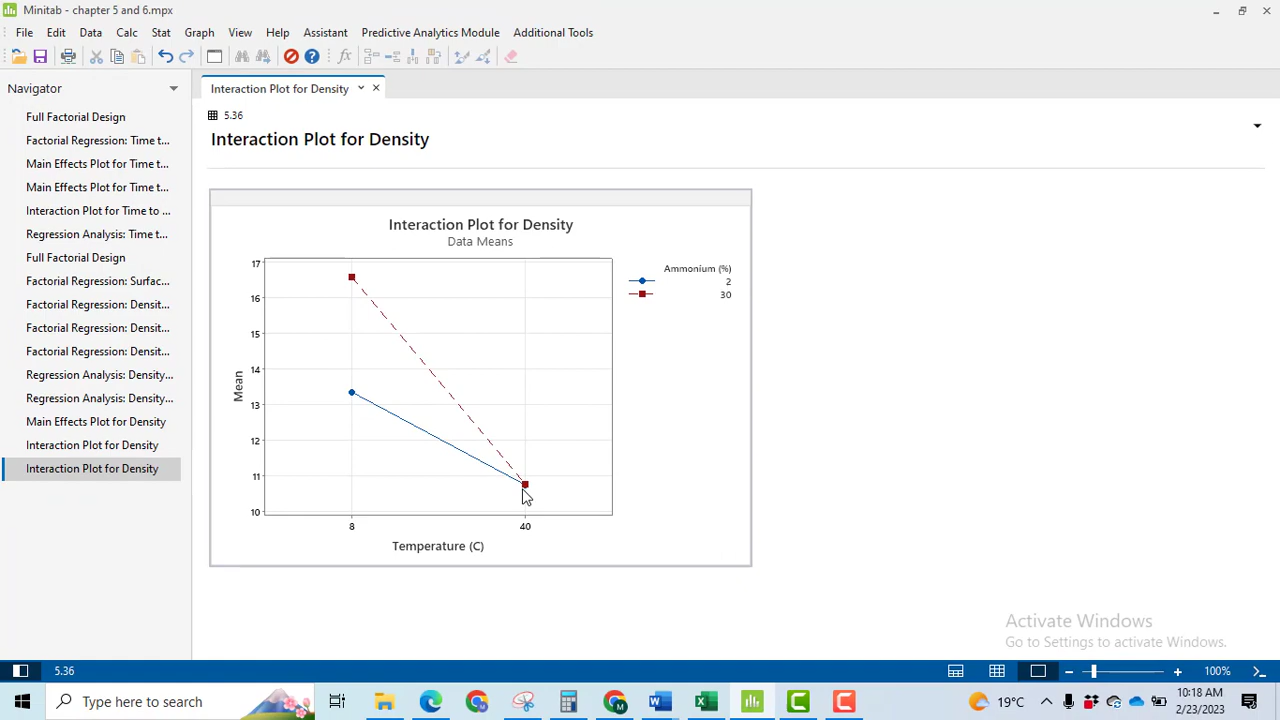 Minitab - chapter 5 and 6.mpx
File Edit Data Calc Stat Graph View Help Assistant Predictive Analytics Module Additional Tools
Navigator
Full Factorial Design
Factorial Regression: Time t...
Main Effects Plot for Time t...
Main Effects Plot for Time t...
Interaction Plot for Time to ...
Regression Analysis: Time t...
Full Factorial Design
Factorial Regression: Surfac...
Factorial Regression: Densit...
Factorial Regression: Densit...
Factorial Regression: Densit...
Regression Analysis: Density...
Regression Analysis: Density...
Main Effects Plot for Density
Interaction Plot for Density
Interaction Plot for Density
Interaction Plot for Density
5.36
Interaction Plot for Density
Interaction Plot for Density
Data Means
17
16
15
14
13
12
11
10
Mean
8 40
Temperature (C)
Ammonium (%)
2
30
Activate Windows
Go to Settings to activate Windows.
5.36
100%
Type here to search
19°C
10:18 AM
2/23/2023